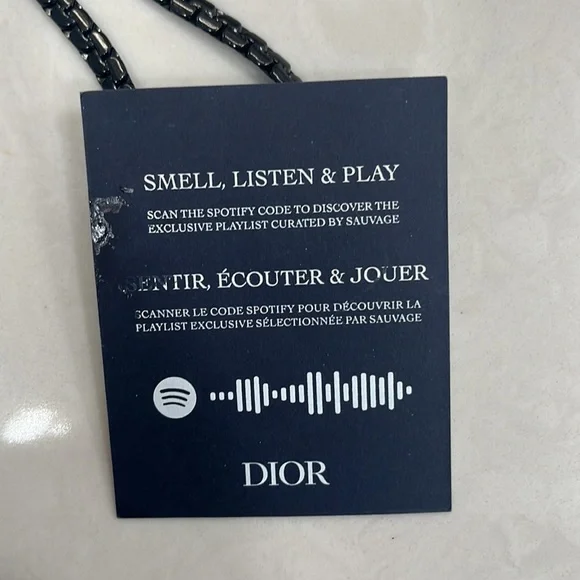 SMELL, LISTEN & PLAY
SCAN THE SPOTIFY CODE TO DISCOVER THE
EXCLUSIVE PLAYLIST CURATED BY SAUVAGE
SENTIR, ÉCOUTER & JOUER
SCANNER LE CODE SPOTIFY POUR DÉCOUVRIR LA
PLAYLIST EXCLUSIVE SÉLECTIONNÉE PAR SAUVAGE
DIOR